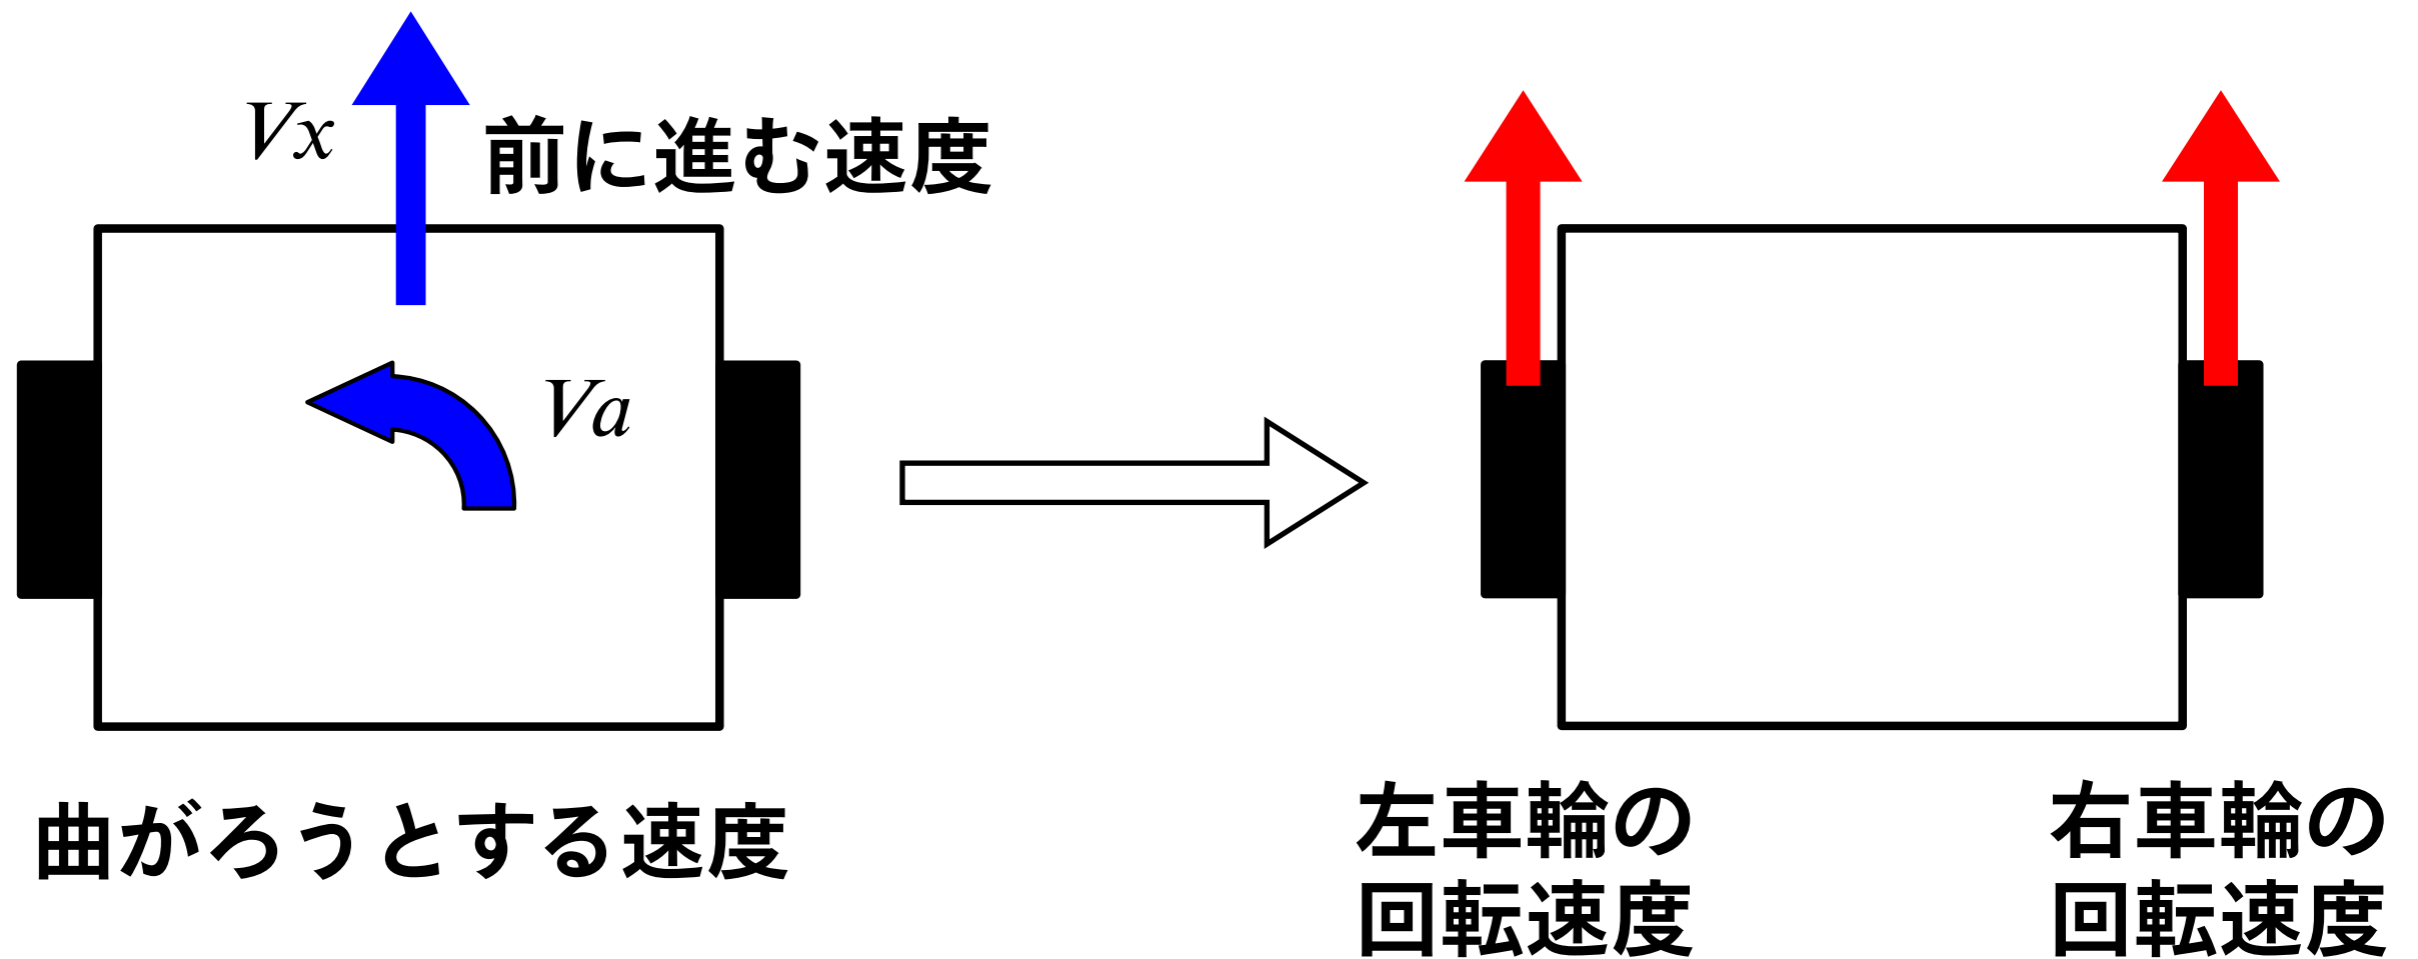 Vx
前に進む速度
Va
曲がろうとする速度
左車輪の
回転速度
右車輪の
回転速度